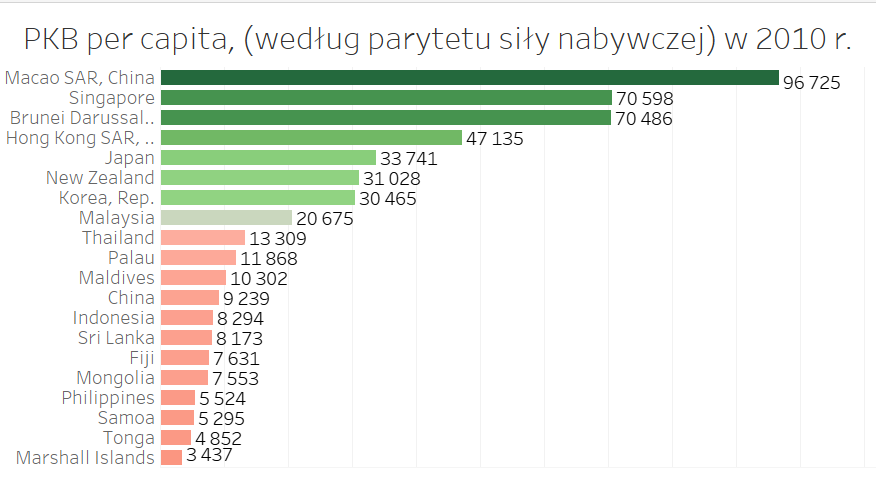 PKB per capita, (według parytetu siły nabywczej) w 2010 r.
Macao SAR, China 96 725
Singapore 70 598
Brunei Darussal.. 70 486
Hong Kong SAR, .. 47 135
Japan 33 741
New Zealand 31 028
Korea, Rep. 30 465
Malaysia 20 675
Thailand 13 309
Palau 11 868
Maldives 10 302
China 9 239
Indonesia 8 294
Sri Lanka 8 173
Fiji 7 631
Mongolia 7 553
Philippines 5 524
Samoa 5 295
Tonga 4 852
Marshall Islands 3 437